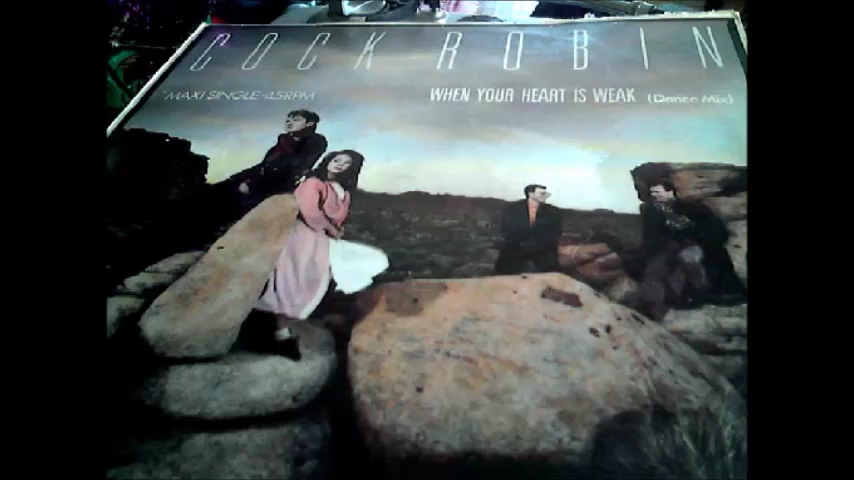 COCK ROBIN
MAXI SINGLE-45RPM
WHEN YOUR HEART IS WEAK (Dance Mix)